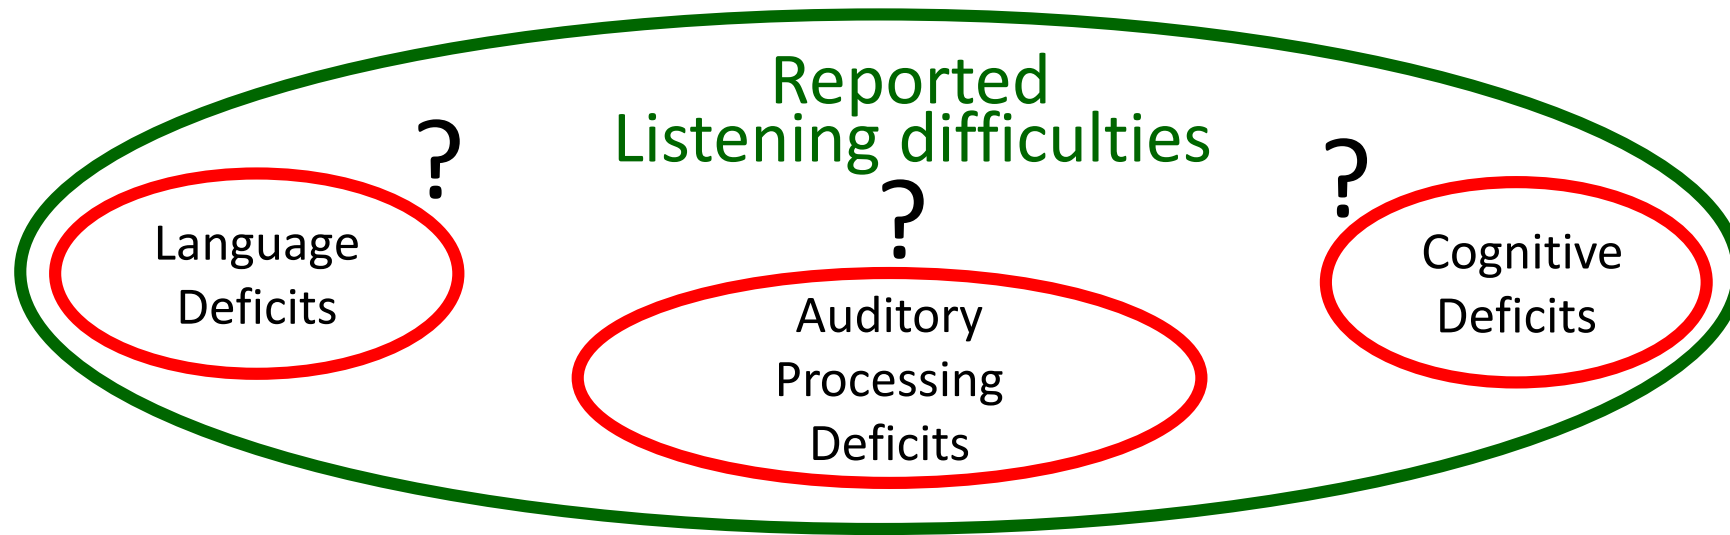 Reported
Listening difficulties
?
?
?
Language
Deficits
Auditory
Processing
Deficits
Cognitive
Deficits